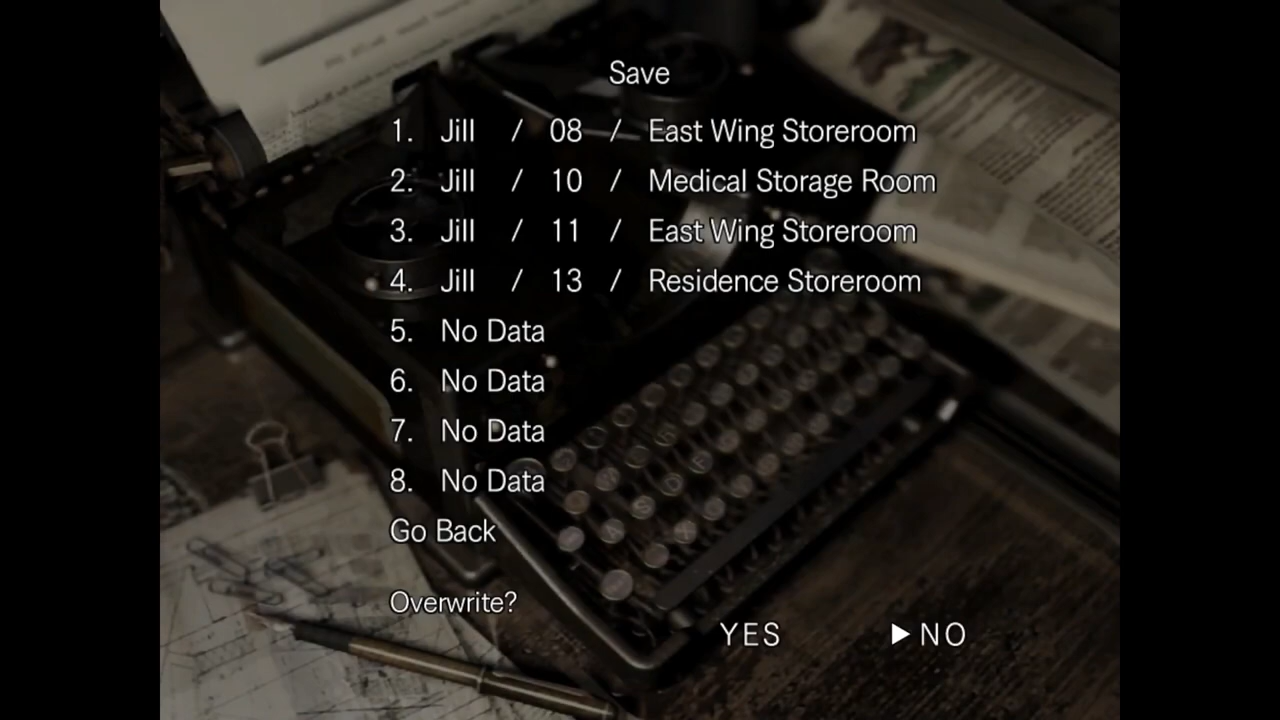 Save
1. Jill / 08 / East Wing Storeroom
2. Jill / 10 / Medical Storage Room
3. Jill / 11 / East Wing Storeroom
4. Jill / 13 / Residence Storeroom
5. No Data
6. No Data
7. No Data
8. No Data
Go Back
Overwrite?
YES ▶NO